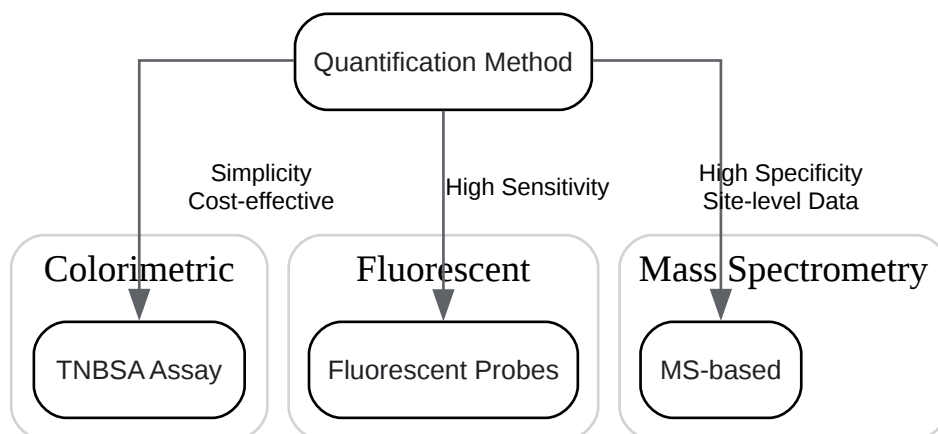 Quantification Method
Simplicity
Cost-effective
High Sensitivity
High Specificity
Site-level Data
Colorimetric
Fluorescent
Mass Spectrometry
TNBSA Assay
Fluorescent Probes
MS-based